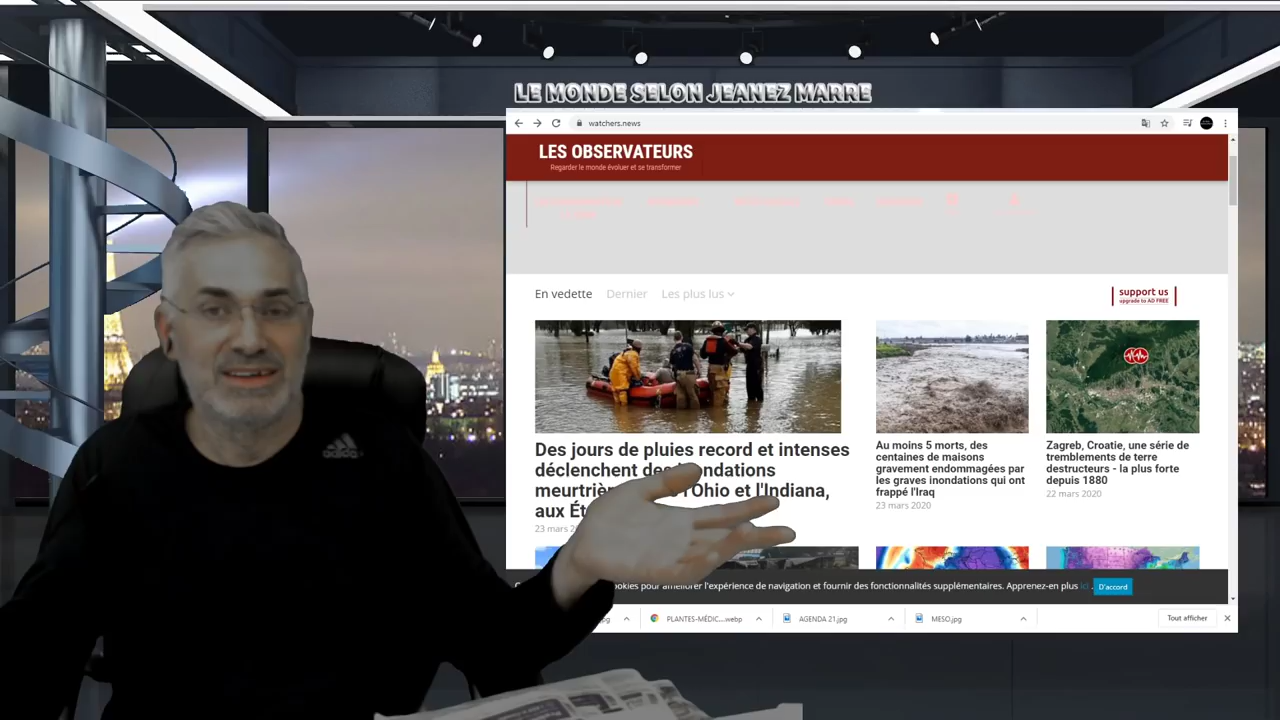 LE MONDE SELON JEANEZ MARRE
watchers.news
LES OBSERVATEURS
Regarder le monde évoluer et se transformer
En vedette Dernier Les plus lus
support us
upgrade to AD FREE
Des jours de pluies record et intenses
déclenchent des inondations
l'Ohio et l'Indiana,
aux
23 mars
Au moins 5 morts, des
centaines de maisons
gravement endommagées par
les graves inondations qui ont
frappé l'Iraq
23 mars 2020
Zagreb, Croatie, une série de
tremblements de terre
destructeurs - la plus forte
depuis 1880
22 mars 2020
adidas
pour améliorer l'expérience de navigation et fournir des fonctionnalités supplémentaires. Apprenez-en plus ici . D'accord
PLANTES-MÉDIC....webp AGENDA 21.jpg MESO.jpg Tout afficher